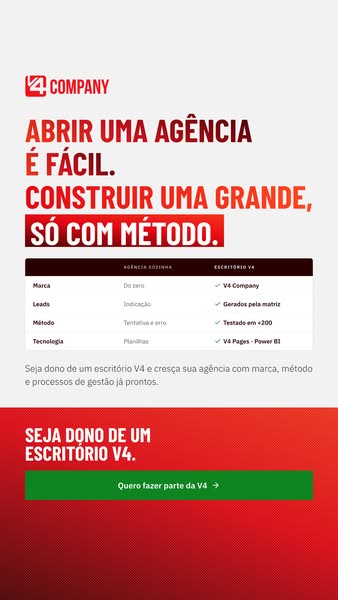 V4 COMPANY
ABRIR UMA AGÊNCIA
É FÁCIL.
CONSTRUIR UMA GRANDE,
SÓ COM MÉTODO.
AGÊNCIA SOZINHA ESCRITÓRIO V4
Marca Do zero ✓ V4 Company
Leads Indicação ✓ Gerados pela matriz
Método Tentativa e erro ✓ Testado em +200
Tecnologia Planilhas ✓ V4 Pages · Power BI
Seja dono de um escritório V4 e cresça sua agência com marca, método
e processos de gestão já prontos.
SEJA DONO DE UM
ESCRITÓRIO V4.
Quero fazer parte da V4 →